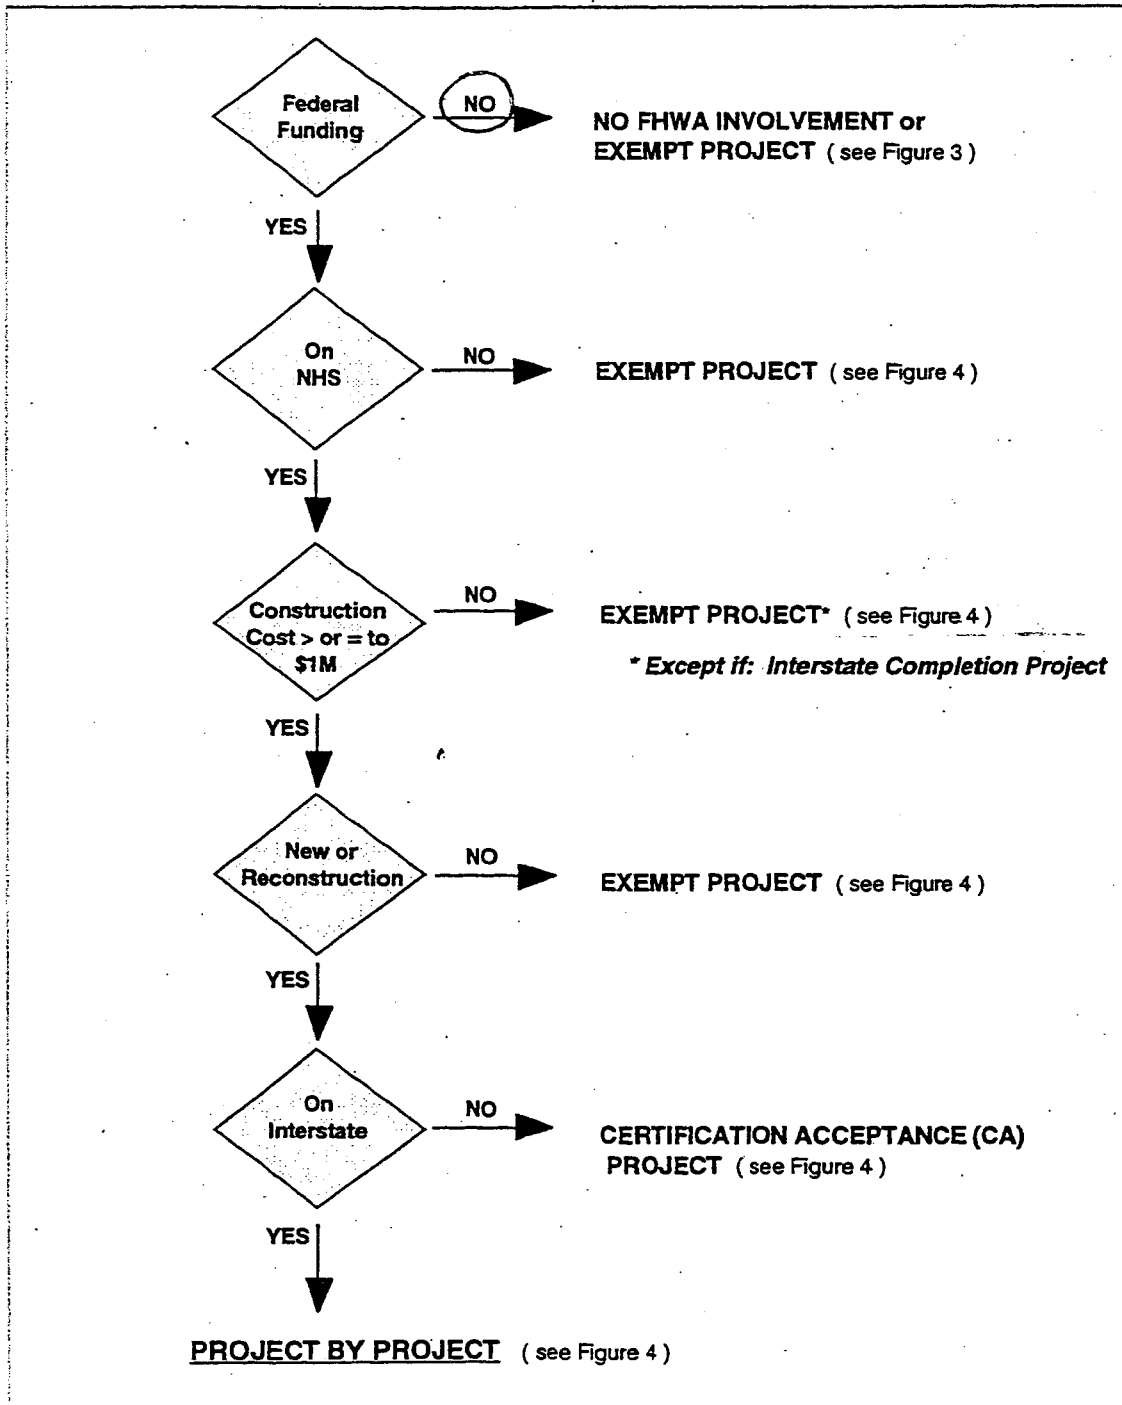 Federal
Funding
NO
NO FHWA INVOLVEMENT or
EXEMPT PROJECT ( see Figure 3 )
YES
On
NHS
NO
EXEMPT PROJECT ( see Figure 4 )
YES
Construction
Cost > or = to
$1M
NO
EXEMPT PROJECT* ( see Figure 4 )
* Except if: Interstate Completion Project
YES
New or
Reconstruction
NO
EXEMPT PROJECT ( see Figure 4 )
YES
On
Interstate
NO
CERTIFICATION ACCEPTANCE (CA)
PROJECT ( see Figure 4 )
YES
PROJECT BY PROJECT ( see Figure 4 )